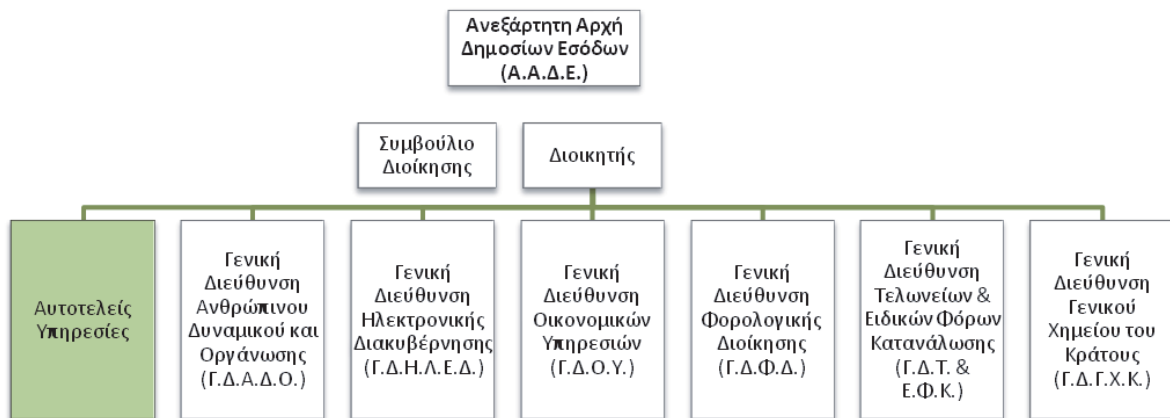 Ανεξάρτητη Αρχή
Δημοσίων Εσόδων
(Α.Α.Δ.Ε.)
Συμβούλιο
Διοίκησης
Διοικητής
Αυτοτελείς
Υπηρεσίες
Γενική
Διεύθυνση
Ανθρώπινου
Δυναμικού και
Οργάνωσης
(Γ.Δ.Α.Δ.Ο.)
Γενική
Διεύθυνση
Ηλεκτρονικής
Διακυβέρνησης
(Γ.Δ.Η.Λ.Ε.Δ.)
Γενική
Διεύθυνση
Οικονομικών
Υπηρεσιών
(Γ.Δ.Ο.Υ.)
Γενική
Διεύθυνση
Φορολογικής
Διοίκησης
(Γ.Δ.Φ.Δ.)
Γενική
Διεύθυνση
Τελωνείων &
Ειδικών Φόρων
Κατανάλωσης
(Γ.Δ.Τ. &
Ε.Φ.Κ.)
Γενική
Διεύθυνση
Γενικού
Χημείου του
Κράτους
(Γ.Δ.Γ.Χ.Κ.)